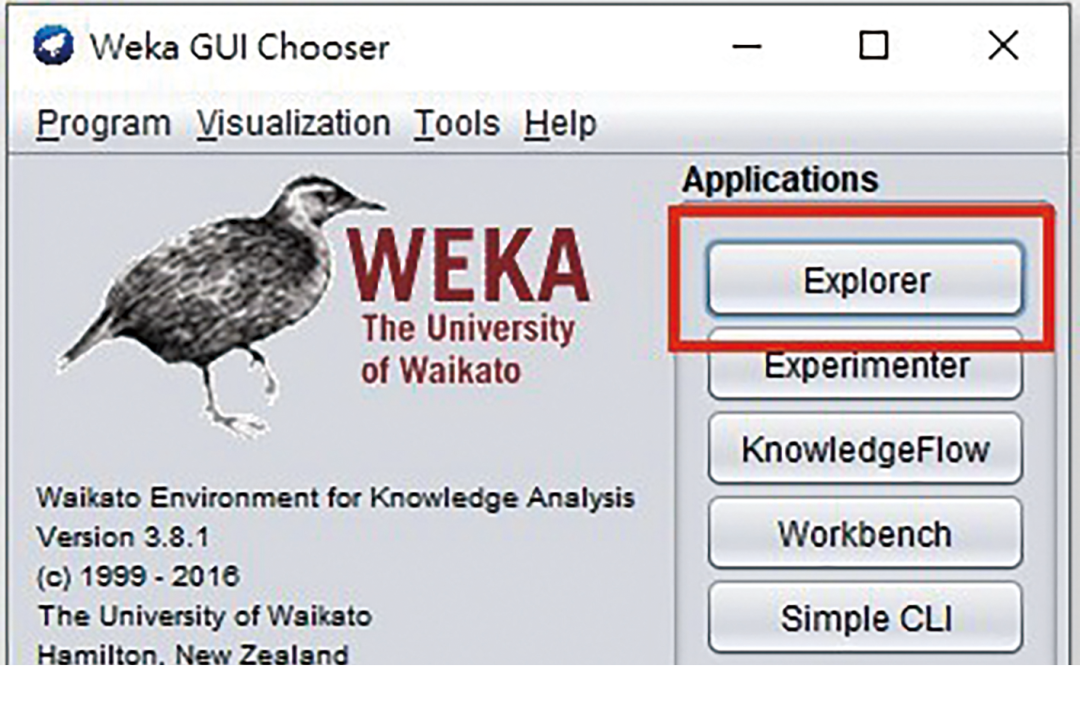 Weka GUI Chooser
Program Visualization Tools Help
WEKA
The University
of Waikato
Waikato Environment for Knowledge Analysis
Version 3.8.1
(c) 1999 - 2016
The University of Waikato
Hamilton, New Zealand
Applications
Explorer
Experimenter
KnowledgeFlow
Workbench
Simple CLI